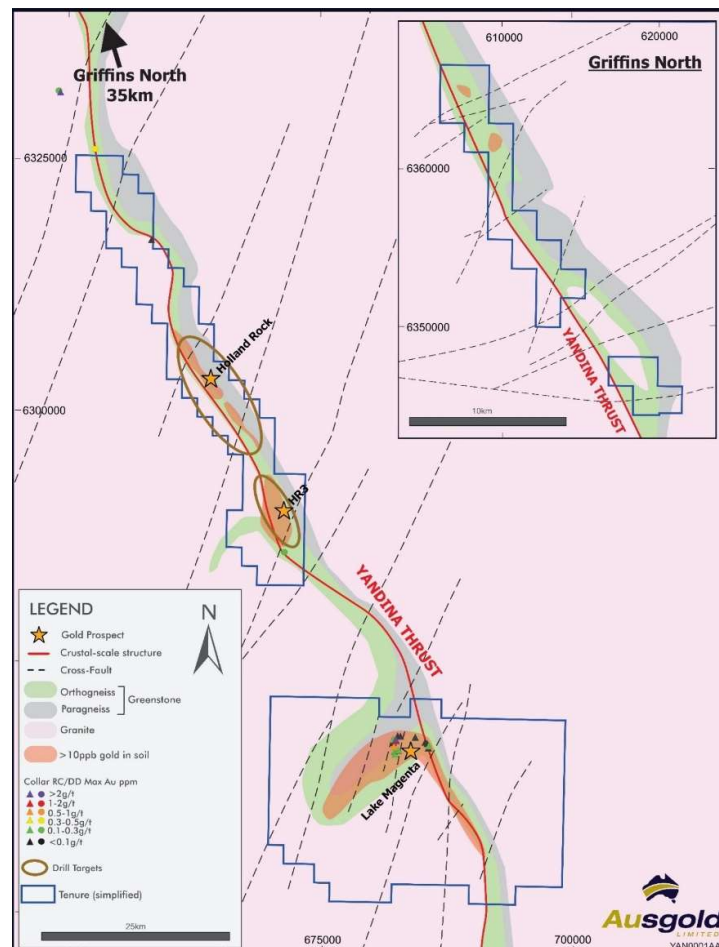 Griffins North
35km
6325000
6300000
Holland Rock
HR3
YANDINA THRUST
Lake Magenta
675000
700000
610000
620000
Griffins North
6360000
6350000
YANDINA THRUST
10km
LEGEND
N
Gold Prospect
Crustal-scale structure
Cross-Fault
Orthogneiss
Paragneiss
Greenstone
Granite
>10ppb gold in soil
Collar RC/DD Max Au ppm
>2g/t
1-2g/t
0.5-1g/t
0.3-0.5g/t
0.1-0.3g/t
<0.1g/t
Drill Targets
Tenure (simplified)
25km
Ausgold
LIMITED